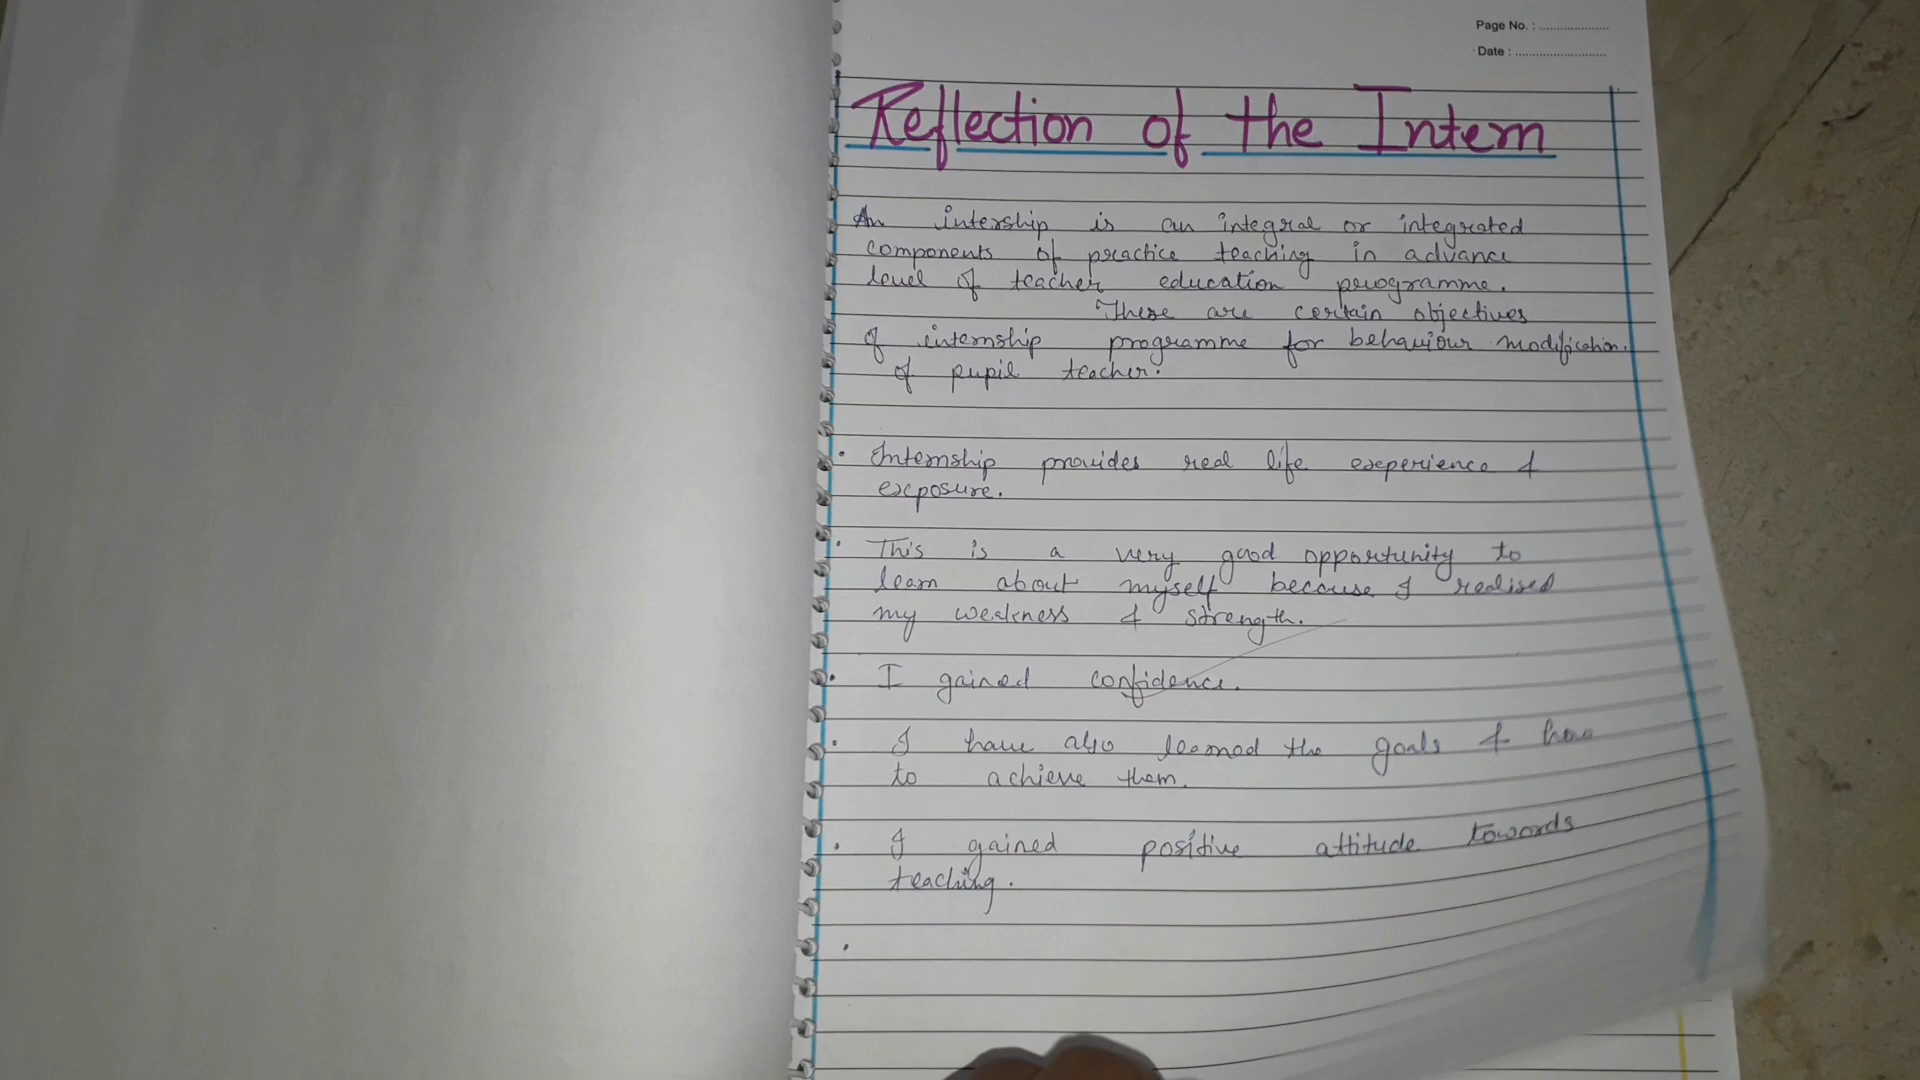 Page No. : ....................
Date : ........................
Reflection of the Intern
An intership is an integral or integrated
components of practice teaching in advance
level of teacher education programme.
These are certain objectives
of internship programme for behaviour modification
of pupil teacher.
• Internship provides real life experience &
exposure.
• This is a very good opportunity to
learn about myself because I realised
my weakness & strength.
• I gained confidence.
• I have also learned the goals & how
to achieve them.
• I gained positive attitude towards
teaching.
•